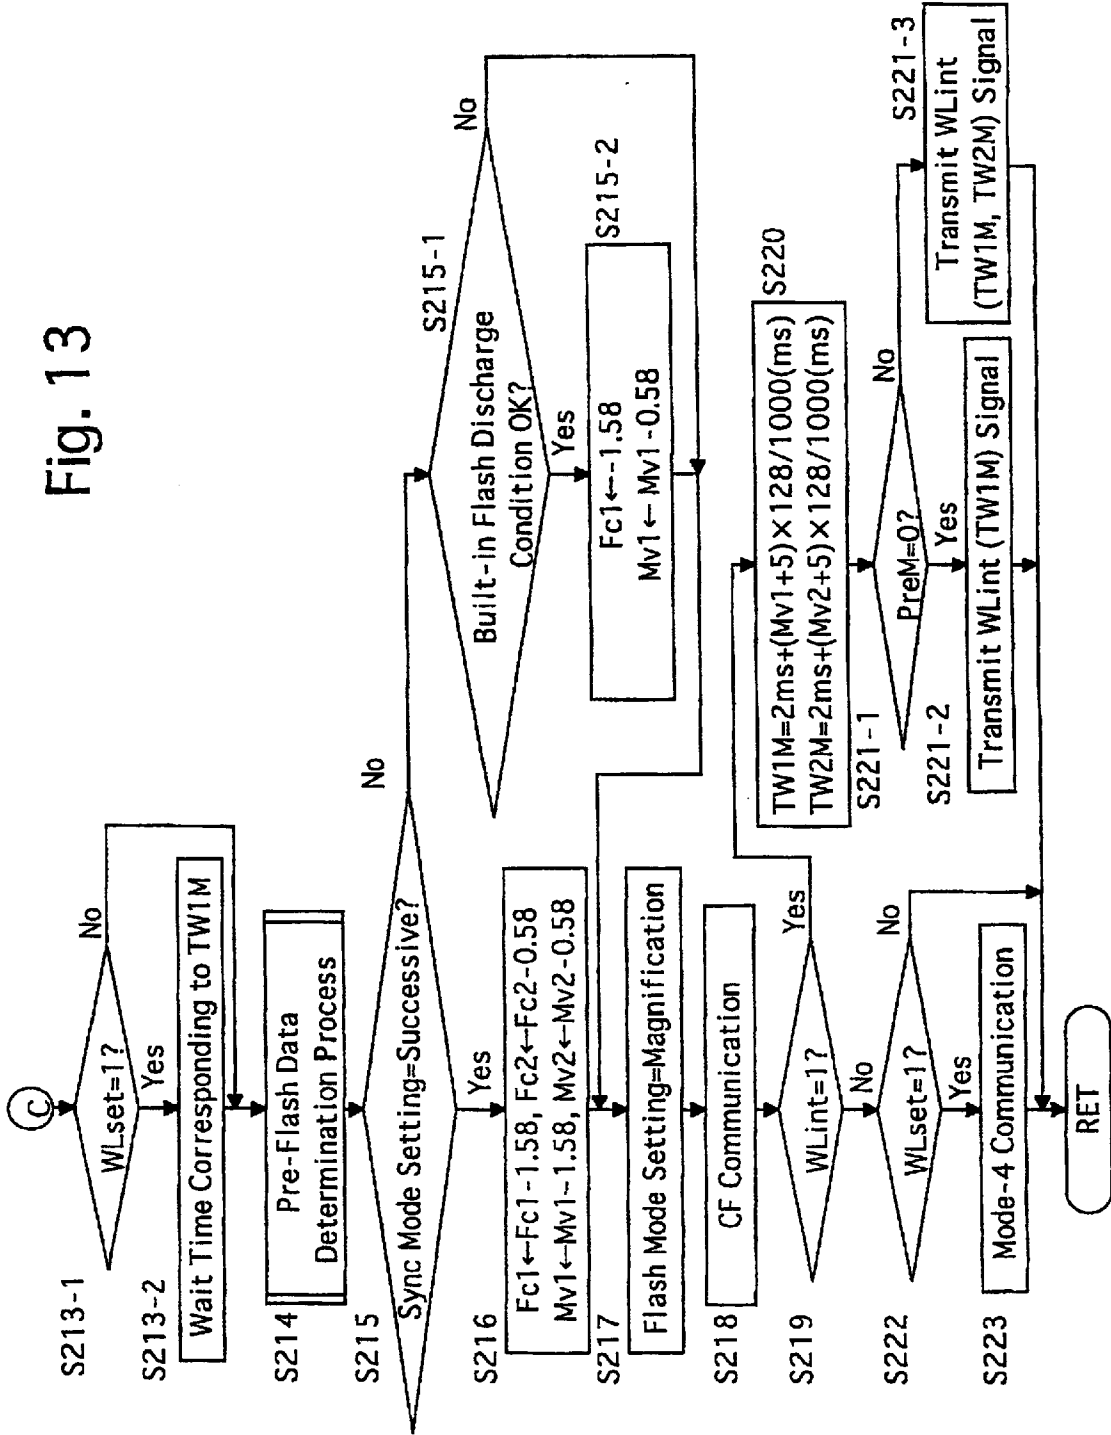 Fig. 13
C
S213-1
WLset=1?
No
Yes
S213-2
Wait Time Corresponding to TW1M
S214
Pre-Flash Data
Determination Process
S215
Sync Mode Setting=Successive?
No
Yes
S215-1
Built-in Flash Discharge
Condition OK?
No
Yes
S215-2
Fc1←-1.58
Mv1←Mv1-0.58
S216
Fc1←Fc1-1.58, Fc2←Fc2-0.58
Mv1←Mv1-1.58, Mv2←Mv2-0.58
S217
Flash Mode Setting=Magnification
S218
CF Communication
S219
WLint=1?
Yes
No
S220
TW1M=2ms+(Mv1+5)×128/1000(ms)
TW2M=2ms+(Mv2+5)×128/1000(ms)
S221-1
PreM=0?
No
Yes
S221-2
Transmit WLint (TW1M) Signal
S221-3
Transmit WLint
(TW1M, TW2M) Signal
S222
WLset=1?
No
Yes
S223
Mode-4 Communication
RET